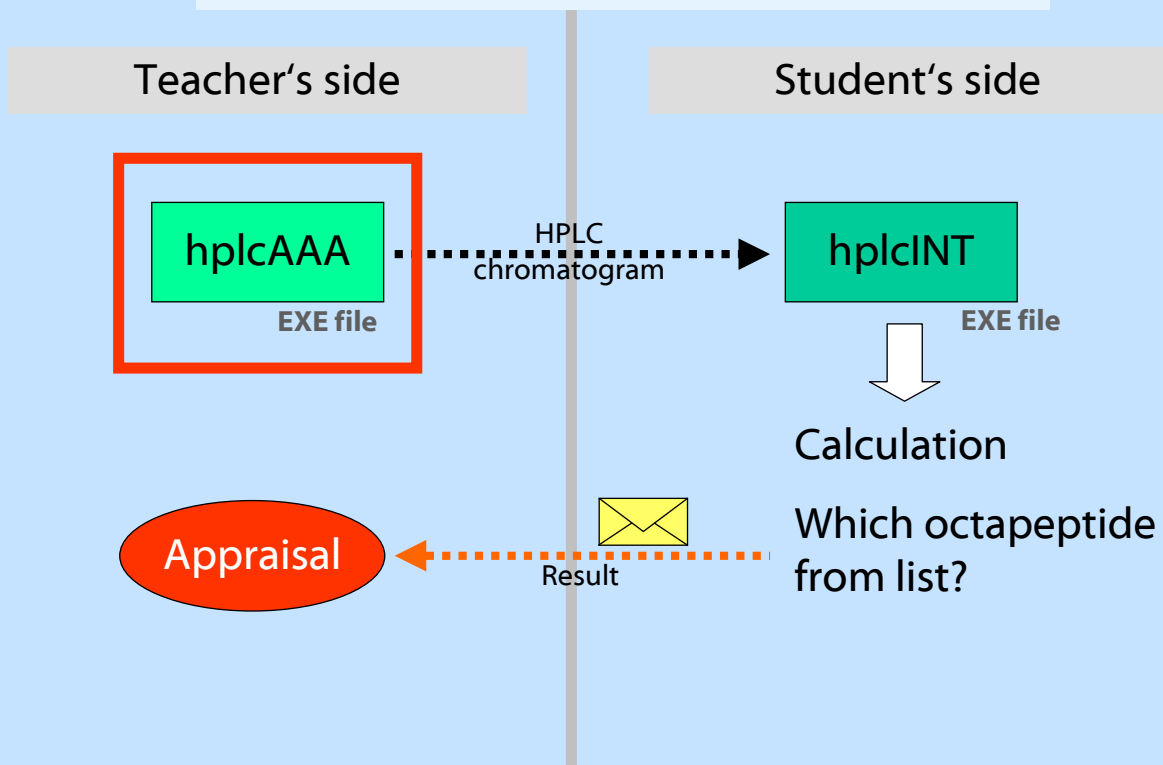 Teacher‘s side
Student‘s side
hplcAAA
EXE file
HPLC
chromatogram
hplcINT
EXE file
Calculation
Which octapeptide
from list?
Result
Appraisal